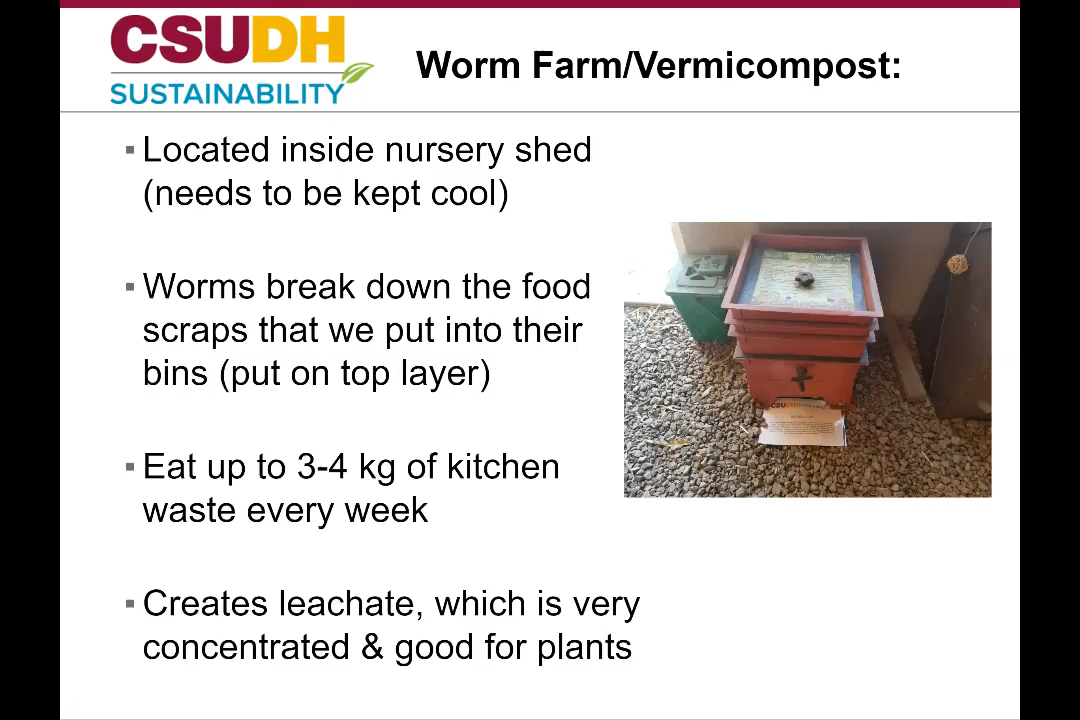 CSUDH
SUSTAINABILITY
Worm Farm/Vermicompost:
▪ Located inside nursery shed
(needs to be kept cool)
▪ Worms break down the food
scraps that we put into their
bins (put on top layer)
▪ Eat up to 3-4 kg of kitchen
waste every week
▪ Creates leachate, which is very
concentrated & good for plants
CSUDH